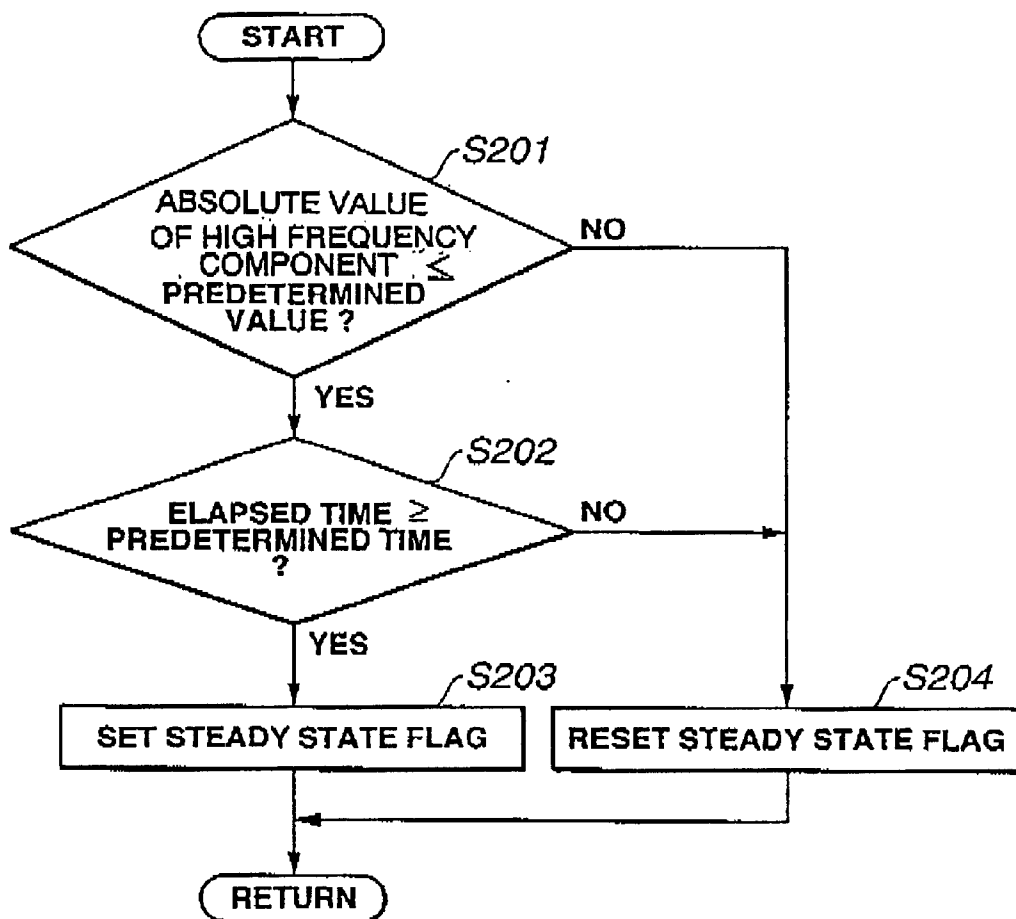 START
S201
ABSOLUTE VALUE
OF HIGH FREQUENCY
COMPONENT ≦
PREDETERMINED
VALUE ?
NO
YES
S202
ELAPSED TIME ≧
PREDETERMINED TIME
?
NO
YES
S203
SET STEADY STATE FLAG
S204
RESET STEADY STATE FLAG
RETURN